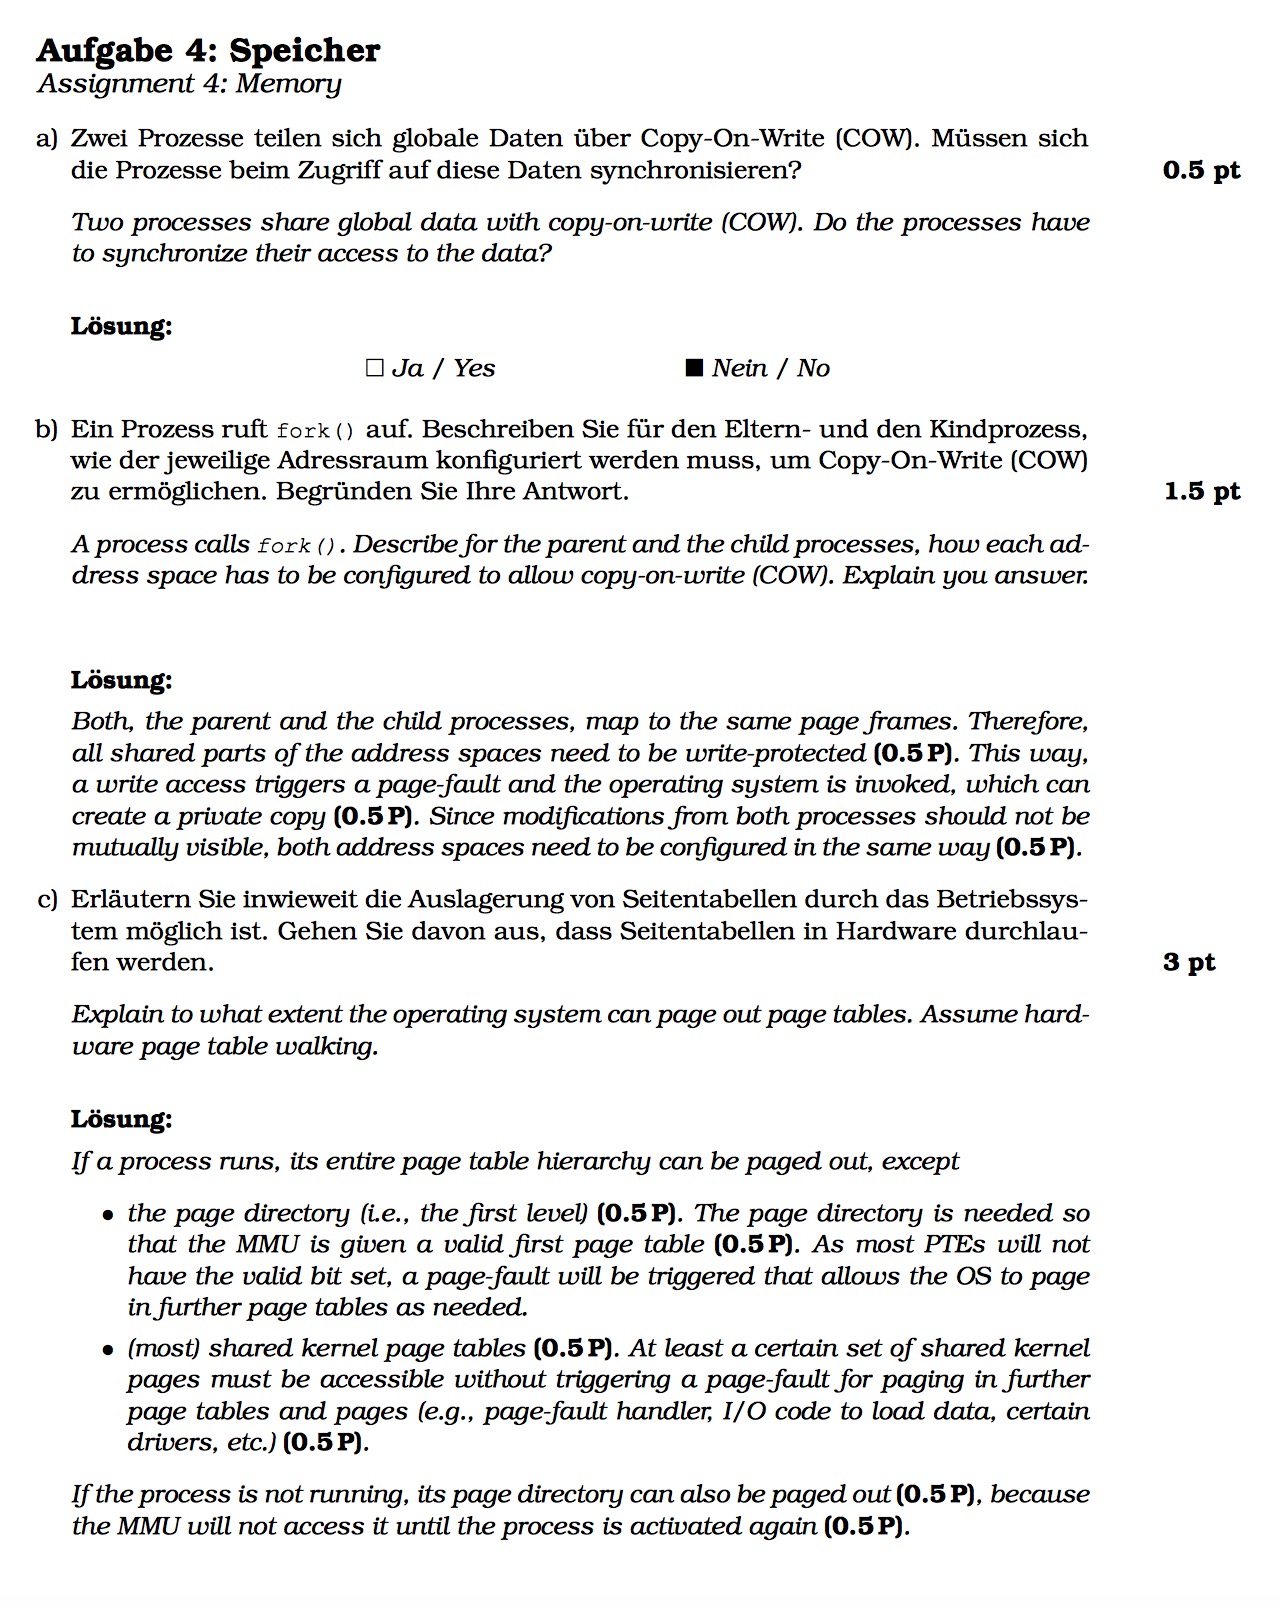 Aufgabe 4: Speicher
Assignment 4: Memory
a) Zwei Prozesse teilen sich globale Daten über Copy-On-Write (COW). Müssen sich
die Prozesse beim Zugriff auf diese Daten synchronisieren? 0.5 pt
Two processes share global data with copy-on-write (COW). Do the processes have
to synchronize their access to the data?
Lösung:
□ Ja / Yes ■ Nein / No
b) Ein Prozess ruft fork() auf. Beschreiben Sie für den Eltern- und den Kindprozess,
wie der jeweilige Adressraum konfiguriert werden muss, um Copy-On-Write (COW)
zu ermöglichen. Begründen Sie Ihre Antwort. 1.5 pt
A process calls fork(). Describe for the parent and the child processes, how each ad-
dress space has to be configured to allow copy-on-write (COW). Explain you answer.
Lösung:
Both, the parent and the child processes, map to the same page frames. Therefore,
all shared parts of the address spaces need to be write-protected (0.5 P). This way,
a write access triggers a page-fault and the operating system is invoked, which can
create a private copy (0.5 P). Since modifications from both processes should not be
mutually visible, both address spaces need to be configured in the same way (0.5 P).
c) Erläutern Sie inwieweit die Auslagerung von Seitentabellen durch das Betriebssys-
tem möglich ist. Gehen Sie davon aus, dass Seitentabellen in Hardware durchlau-
fen werden. 3 pt
Explain to what extent the operating system can page out page tables. Assume hard-
ware page table walking.
Lösung:
If a process runs, its entire page table hierarchy can be paged out, except
• the page directory (i.e., the first level) (0.5 P). The page directory is needed so
that the MMU is given a valid first page table (0.5 P). As most PTEs will not
have the valid bit set, a page-fault will be triggered that allows the OS to page
in further page tables as needed.
• (most) shared kernel page tables (0.5 P). At least a certain set of shared kernel
pages must be accessible without triggering a page-fault for paging in further
page tables and pages (e.g., page-fault handler, I/O code to load data, certain
drivers, etc.) (0.5 P).
If the process is not running, its page directory can also be paged out (0.5 P), because
the MMU will not access it until the process is activated again (0.5 P).